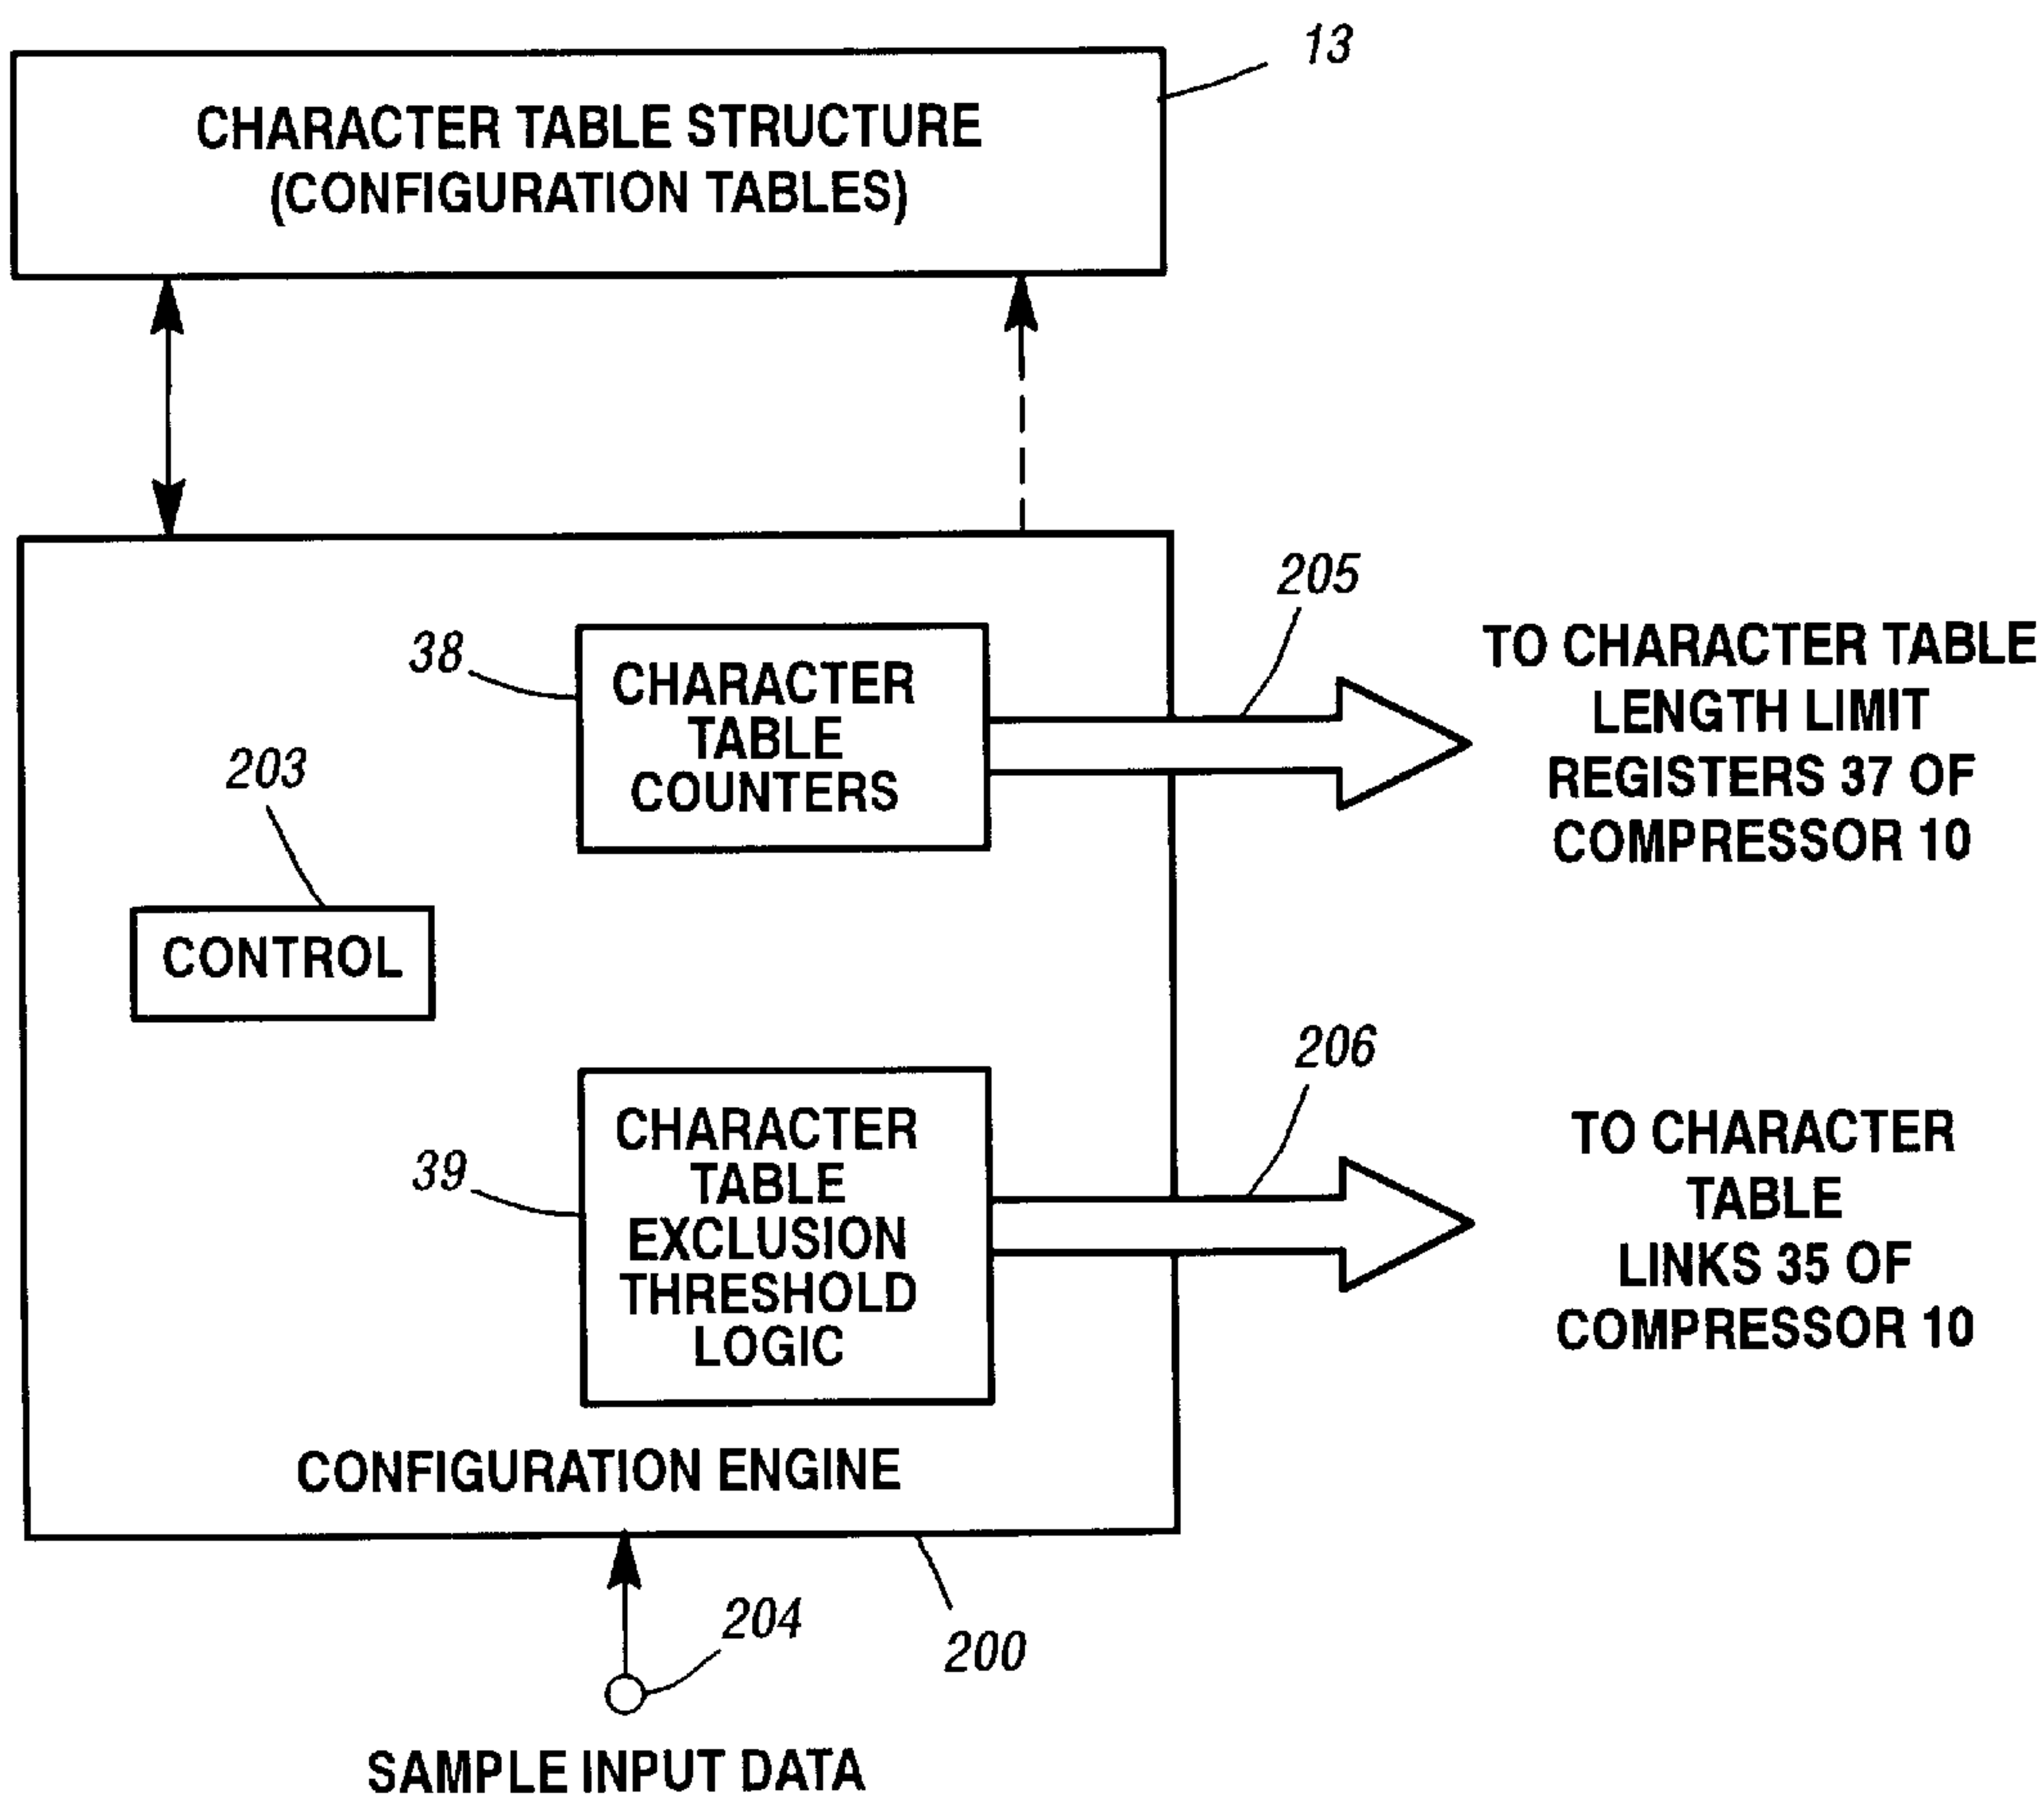 13
CHARACTER TABLE STRUCTURE
(CONFIGURATION TABLES)
205
38
CHARACTER
TABLE
COUNTERS
TO CHARACTER TABLE
LENGTH LIMIT
REGISTERS 37 OF
COMPRESSOR 10
203
CONTROL
206
39
CHARACTER
TABLE
EXCLUSION
THRESHOLD
LOGIC
TO CHARACTER
TABLE
LINKS 35 OF
COMPRESSOR 10
CONFIGURATION ENGINE
204
200
SAMPLE INPUT DATA